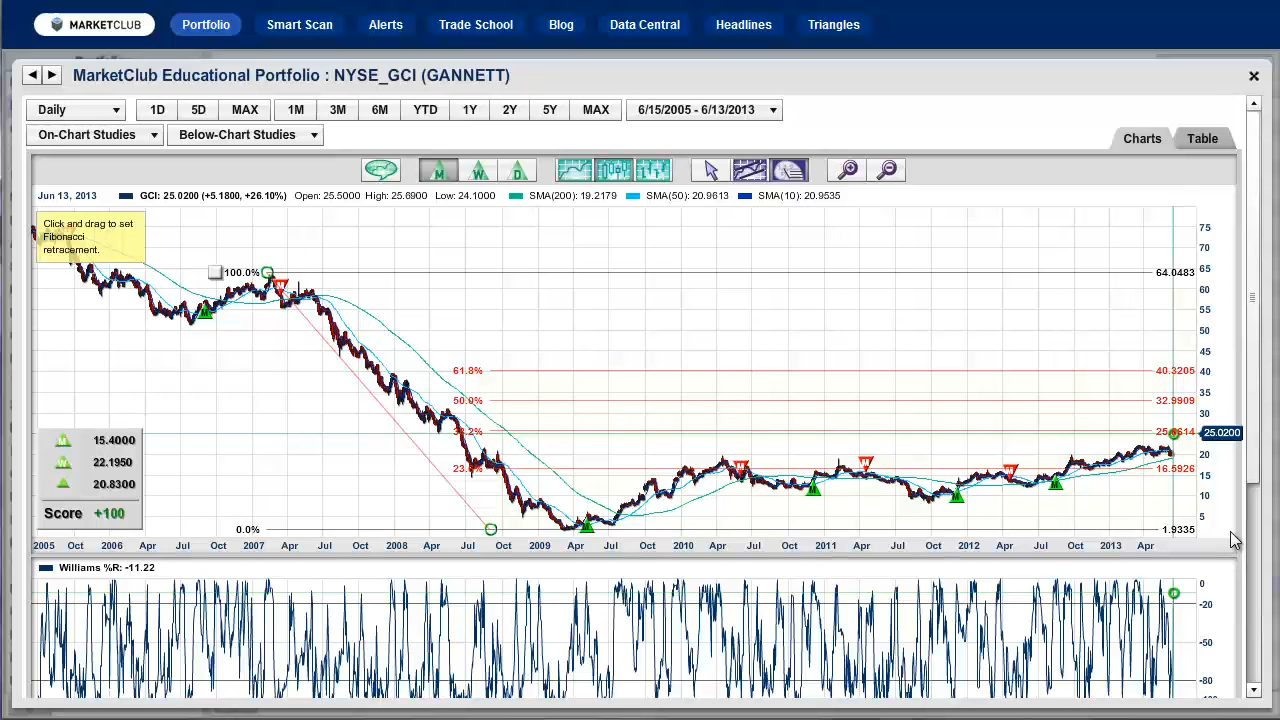 MARKETCLUB Portfolio Smart Scan Alerts Trade School Blog Data Central Headlines Triangles
MarketClub Educational Portfolio : NYSE_GCI (GANNETT)
Daily 1D 5D MAX 1M 3M 6M YTD 1Y 2Y 5Y MAX 6/15/2005 - 6/13/2013
On-Chart Studies Below-Chart Studies
Charts Table
M W D
Jun 13, 2013 GCI: 25.0200 (+5.1800, +26.10%) Open: 25.5000 High: 25.6900 Low: 24.1000 SMA(200): 19.2179 SMA(50): 20.9613 SMA(10): 20.9535
Click and drag to set
Fibonacci
retracement.
75
70
100.0% 64.0483 65
60
55
50
45
61.8% 40.3205 40
35
50.0% 32.9909
30
25.0200
M 15.4000
W 22.1950 20
23. 16.5926 15
20.8300
10
Score +100
5
0.0% 1.9335
2005 Oct 2006 Apr Jul Oct 2007 Apr Jul Oct 2008 Apr Jul Oct 2009 Apr Jul Oct 2010 Apr Jul Oct 2011 Apr Jul Oct 2012 Apr Jul Oct 2013 Apr
Williams %R: -11.22
0
-20
-50
-80